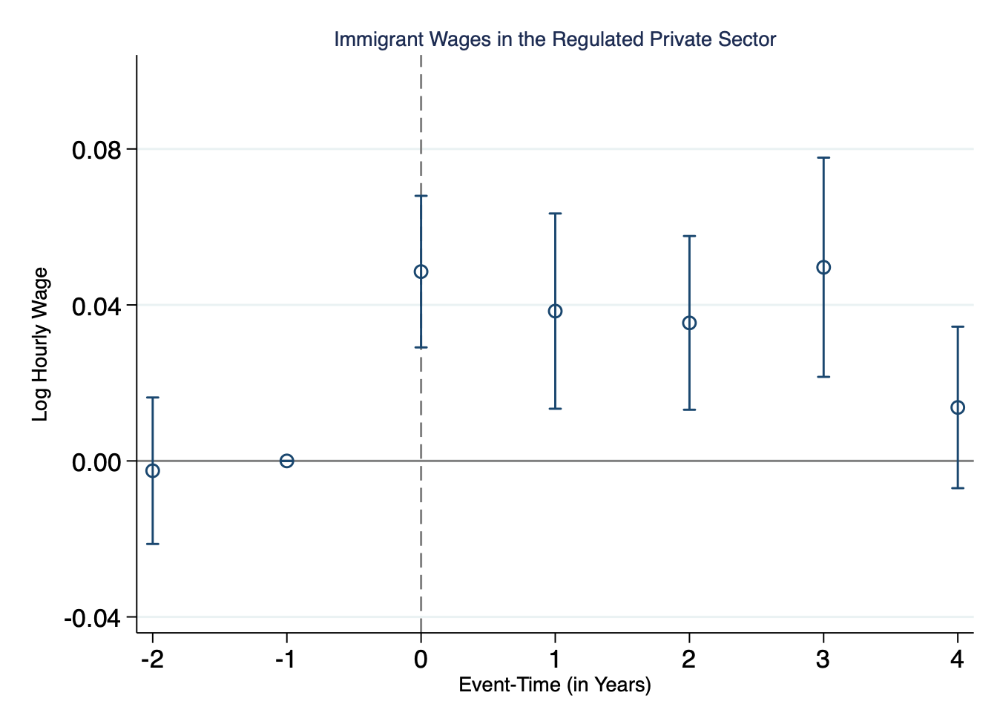 Immigrant Wages in the Regulated Private Sector
0.08
0.04
0.00
-0.04
Log Hourly Wage
-2 -1 0 1 2 3 4
Event-Time (in Years)